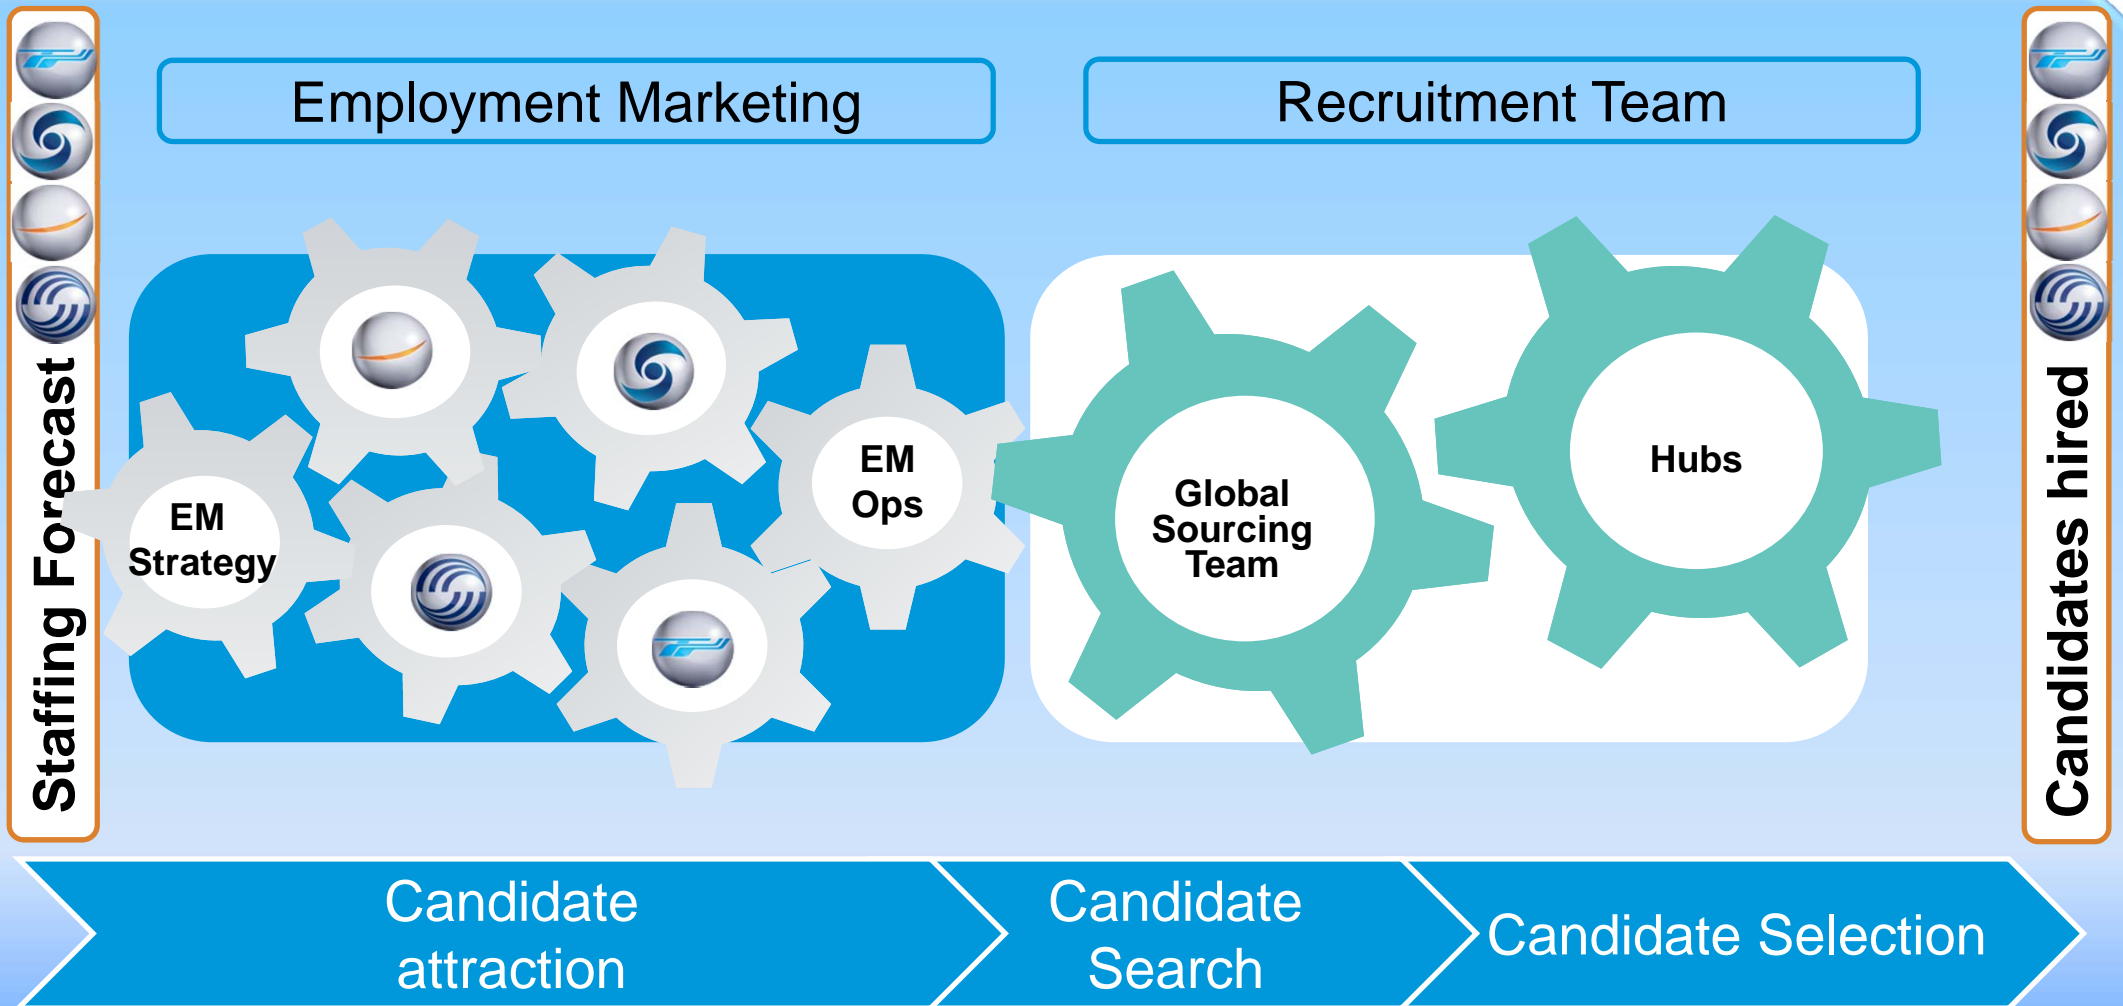 Staffing Forecast
Employment Marketing
Recruitment Team
EM
Strategy
EM
Ops
Global
Sourcing
Team
Hubs
Candidates hired
Candidate
attraction
Candidate
Search
Candidate Selection